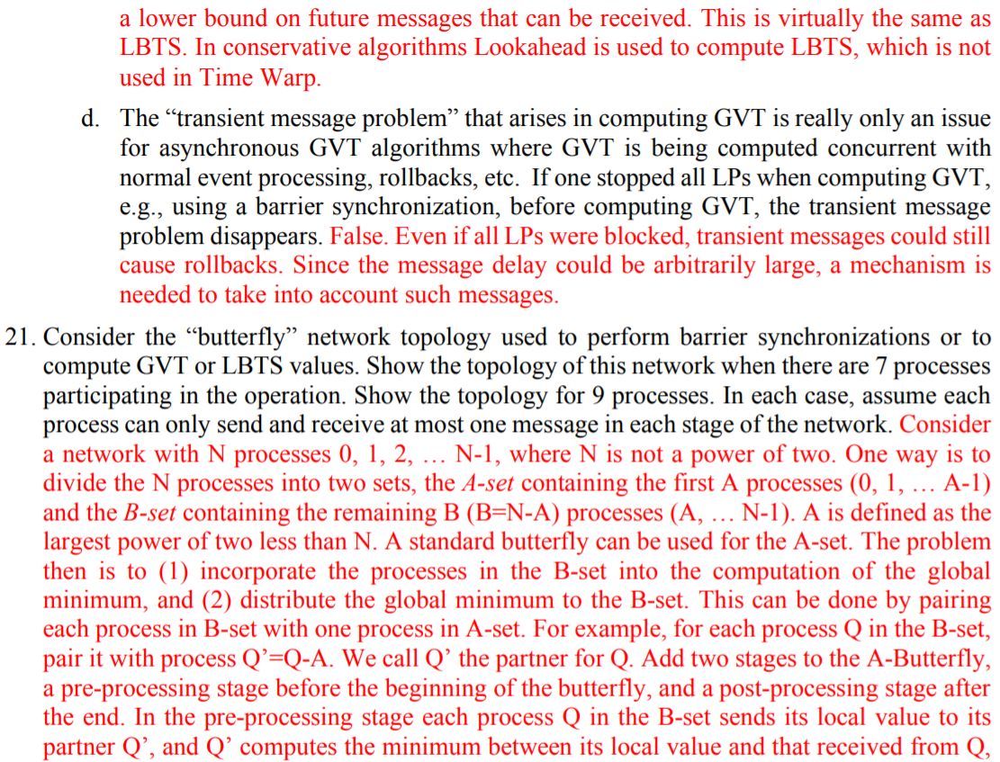 a lower bound on future messages that can be received. This is virtually the same as
LBTS. In conservative algorithms Lookahead is used to compute LBTS, which is not
used in Time Warp.
d. The “transient message problem” that arises in computing GVT is really only an issue
for asynchronous GVT algorithms where GVT is being computed concurrent with
normal event processing, rollbacks, etc. If one stopped all LPs when computing GVT,
e.g., using a barrier synchronization, before computing GVT, the transient message
problem disappears. False. Even if all LPs were blocked, transient messages could still
cause rollbacks. Since the message delay could be arbitrarily large, a mechanism is
needed to take into account such messages.
21. Consider the “butterfly” network topology used to perform barrier synchronizations or to
compute GVT or LBTS values. Show the topology of this network when there are 7 processes
participating in the operation. Show the topology for 9 processes. In each case, assume each
process can only send and receive at most one message in each stage of the network. Consider
a network with N processes 0, 1, 2, … N-1, where N is not a power of two. One way is to
divide the N processes into two sets, the A-set containing the first A processes (0, 1, … A-1)
and the B-set containing the remaining B (B=N-A) processes (A, … N-1). A is defined as the
largest power of two less than N. A standard butterfly can be used for the A-set. The problem
then is to (1) incorporate the processes in the B-set into the computation of the global
minimum, and (2) distribute the global minimum to the B-set. This can be done by pairing
each process in B-set with one process in A-set. For example, for each process Q in the B-set,
pair it with process Q’=Q-A. We call Q’ the partner for Q. Add two stages to the A-Butterfly,
a pre-processing stage before the beginning of the butterfly, and a post-processing stage after
the end. In the pre-processing stage each process Q in the B-set sends its local value to its
partner Q’, and Q’ computes the minimum between its local value and that received from Q,